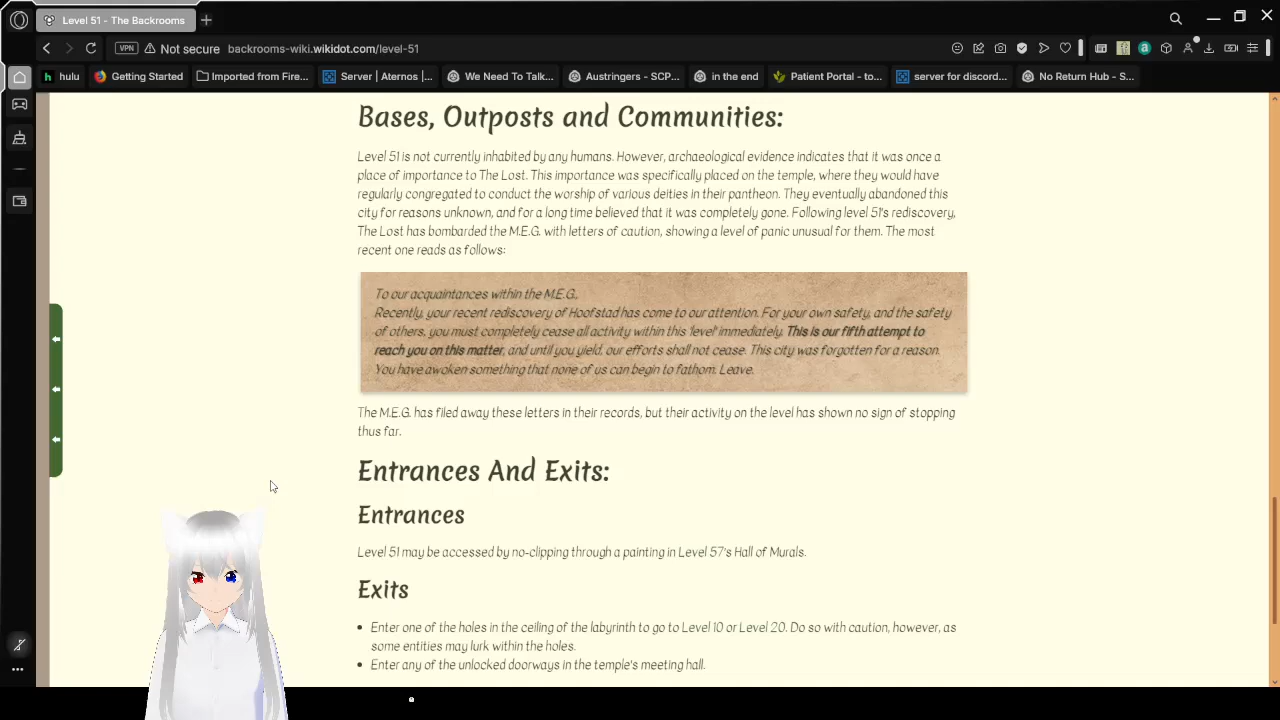 Level 51 - The Backrooms
VPN Not secure backrooms-wiki.wikidot.com/level-51
hulu Getting Started Imported from Fire... Server | Aternos |... We Need To Talk... Austringers - SCP... in the end Patient Portal - to... server for discord... No Return Hub - S...
Bases, Outposts and Communities:
Level 51 is not currently inhabited by any humans. However, archaeological evidence indicates that it was once a
place of importance to The Lost. This importance was specifically placed on the temple, where they would have
regularly congregated to conduct the worship of various deities in their pantheon. They eventually abandoned this
city for reasons unknown, and for a long time believed that it was completely gone. Following level 51's rediscovery,
The Lost has bombarded the M.E.G. with letters of caution, showing a level of panic unusual for them. The most
recent one reads as follows:
To our acquaintances within the M.E.G.,
Recently, your recent rediscovery of Hoofstad has come to our attention. For your own safety, and the safety
of others, you must completely cease all activity within this 'level' immediately. This is our fifth attempt to
reach you on this matter, and until you yield, our efforts shall not cease. This city was forgotten for a reason.
You have awoken something that none of us can begin to fathom. Leave.
The M.E.G. has filed away these letters in their records, but their activity on the level has shown no sign of stopping
thus far.
Entrances And Exits:
Entrances
Level 51 may be accessed by no-clipping through a painting in Level 57's Hall of Murals.
Exits
Enter one of the holes in the ceiling of the labyrinth to go to Level 10 or Level 20. Do so with caution, however, as
some entities may lurk within the holes.
Enter any of the unlocked doorways in the temple's meeting hall.